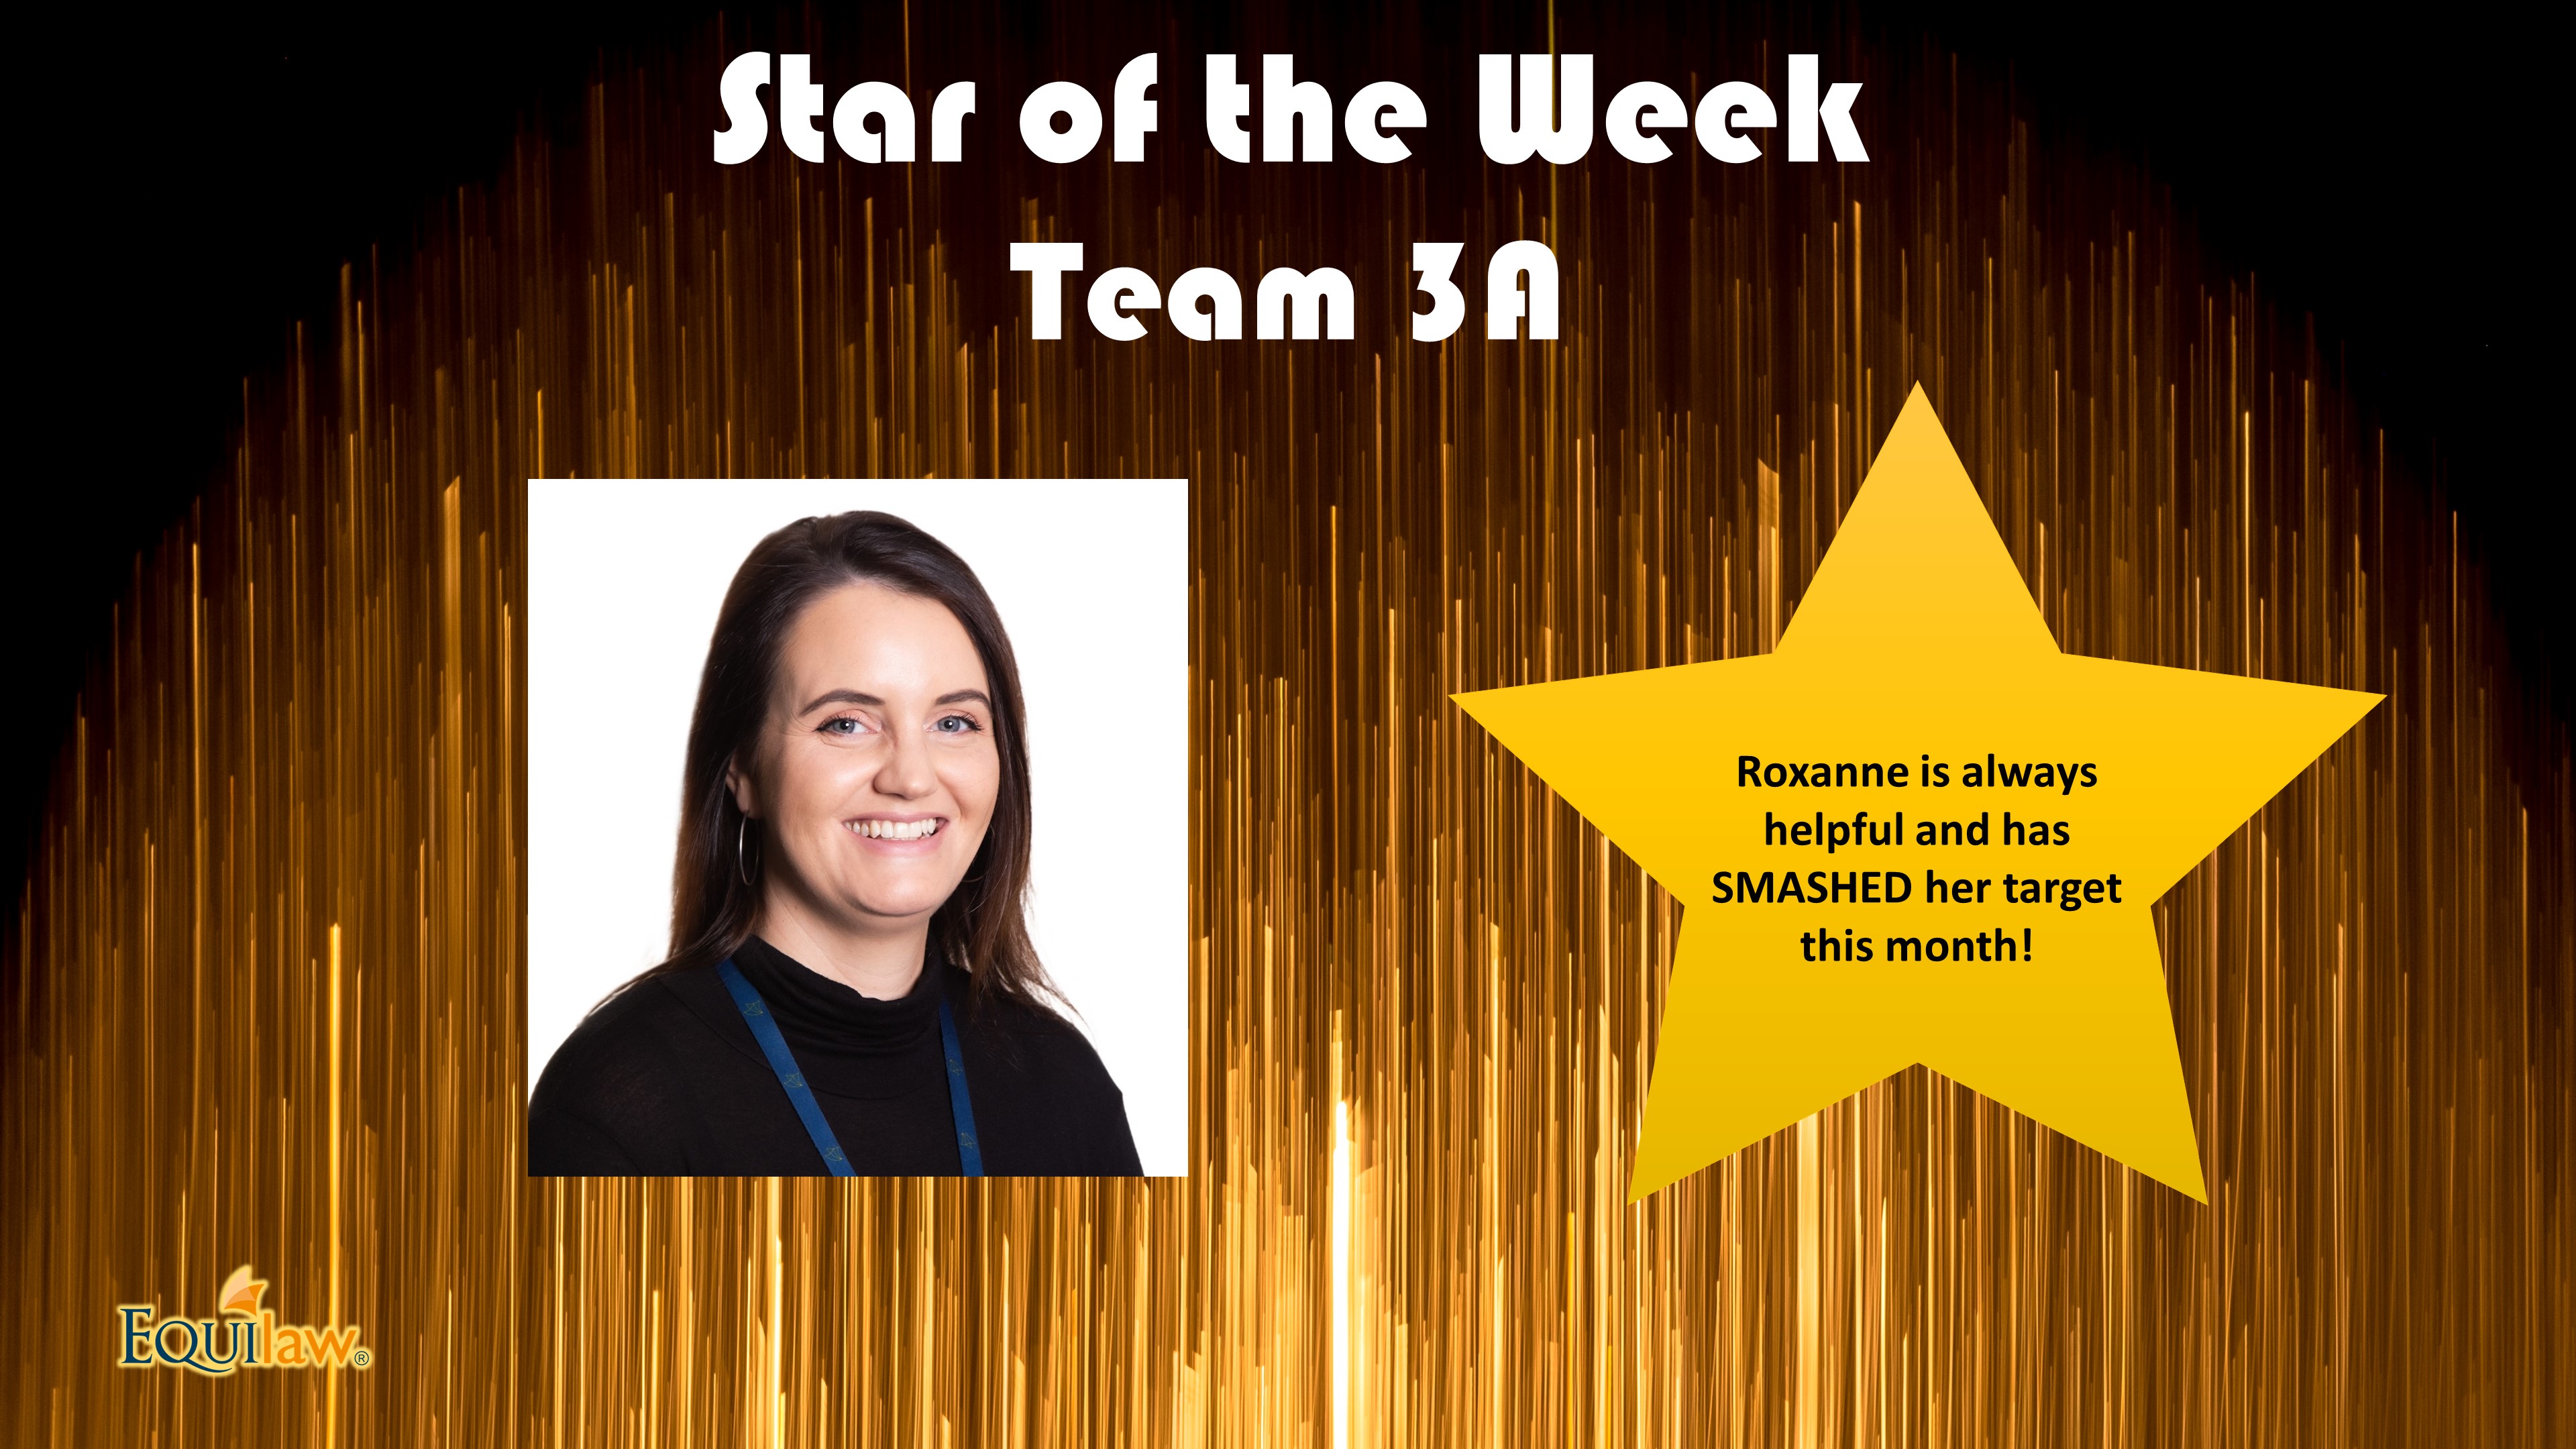 Star of the Week
Team 3A
Roxanne is always
helpful and has
SMASHED her target
this month!
EQUilaw®